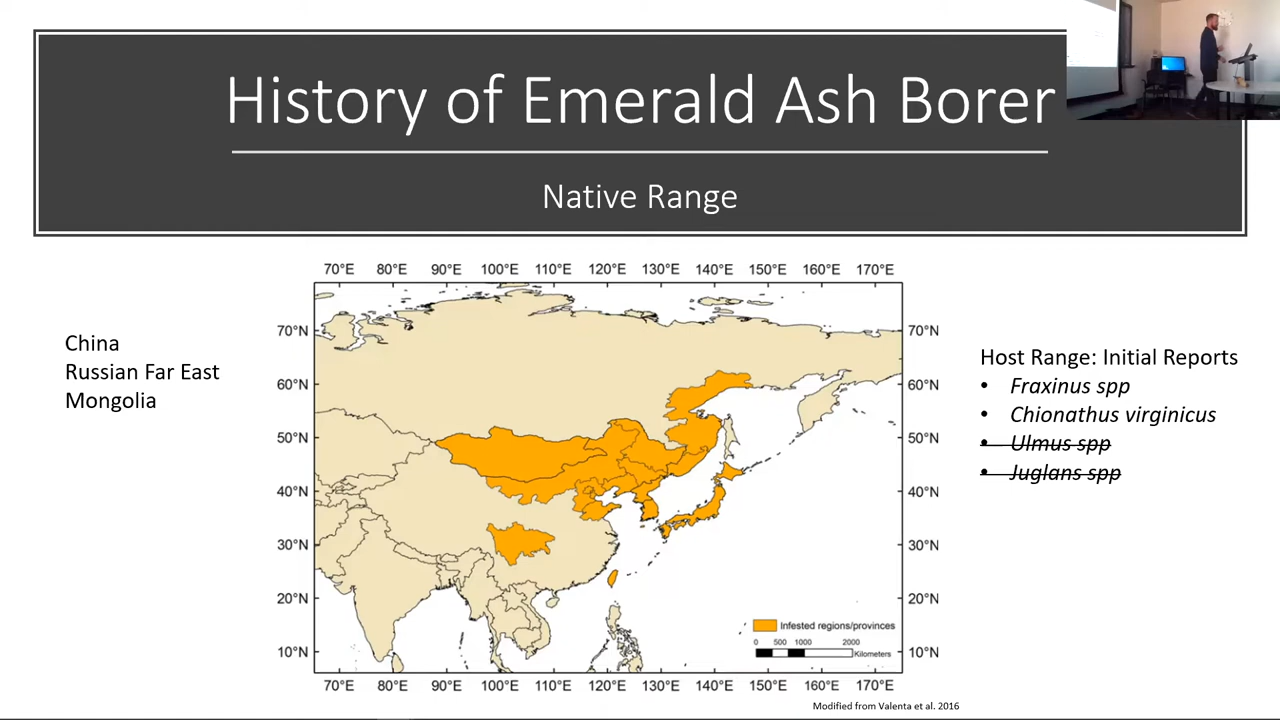 History of Emerald Ash Borer
Native Range
70°E 80°E 90°E 100°E 110°E 120°E 130°E 140°E 150°E 160°E 170°E
70°N 70°N
60°N 60°N
50°N 50°N
40°N 40°N
30°N 30°N
20°N 20°N
10°N 10°N
70°E 80°E 90°E 100°E 110°E 120°E 130°E 140°E 150°E 160°E 170°E
China
Russian Far East
Mongolia
Infested regions/provinces
0 500 1000 2000
Kilometers
Host Range: Initial Reports
• Fraxinus spp
• Chionathus virginicus
• Ulmus spp
• Juglans spp
Modified from Valenta et al. 2016